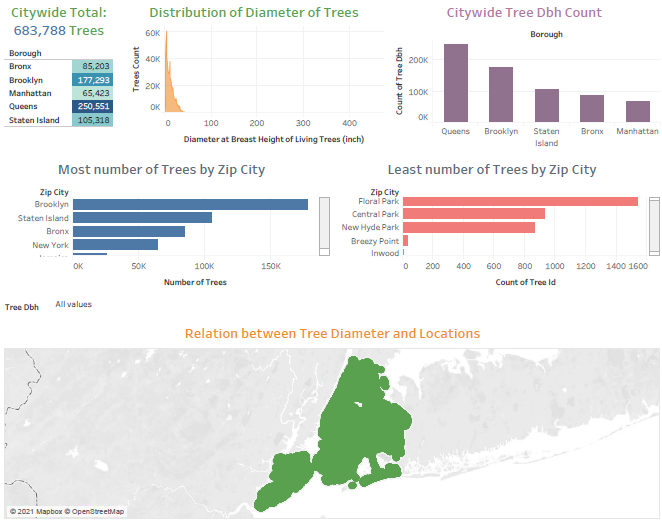 Citywide Total:
683,788 Trees
Borough
Bronx 85,203
Brooklyn 177,293
Manhattan 65,423
Queens 250,551
Staten Island 105,318
Distribution of Diameter of Trees
Trees Count
60K
40K
20K
0K
0 100 200 300 400
Diameter at Breast Height of Living Trees (inch)
Citywide Tree Dbh Count
Borough
Count of Tree Dbh
200K
100K
0K
Queens Brooklyn Staten Island Bronx Manhattan
Most number of Trees by Zip City
Zip City
Brooklyn
Staten Island
Bronx
New York
0K 50K 100K 150K
Number of Trees
Least number of Trees by Zip City
Zip City
Floral Park
Central Park
New Hyde Park
Breezy Point
Inwood
0 200 400 600 800 1000 1200 1400 1600
Count of Tree Id
Tree Dbh All values
Relation between Tree Diameter and Locations
© 2021 Mapbox © OpenStreetMap